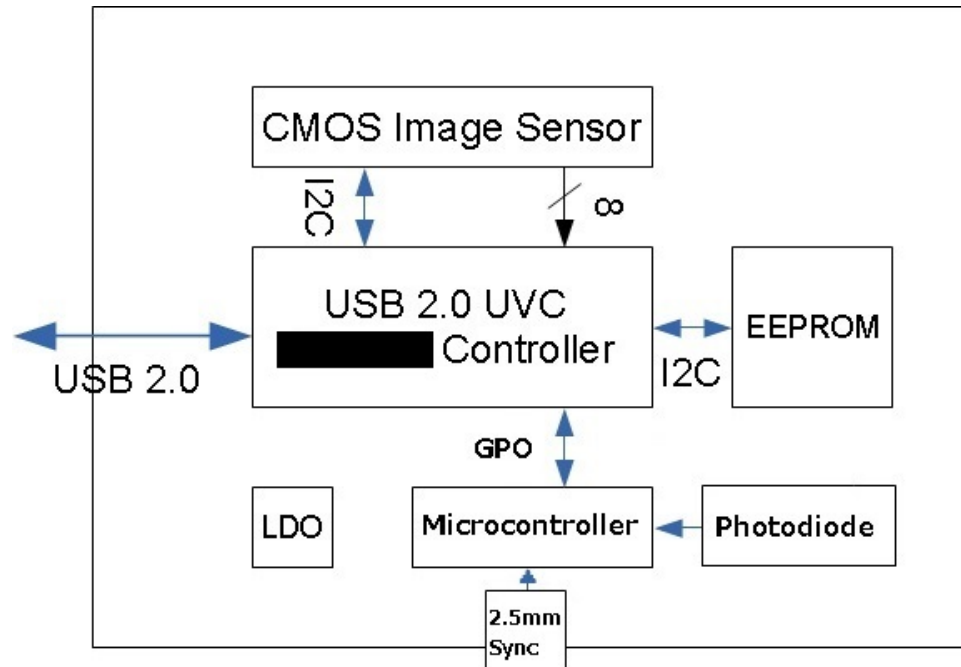 CMOS Image Sensor
I2C
8
USB 2.0 UVC
Controller
USB 2.0
I2C
EEPROM
GPO
LDO
Microcontroller
Photodiode
2.5mm
Sync